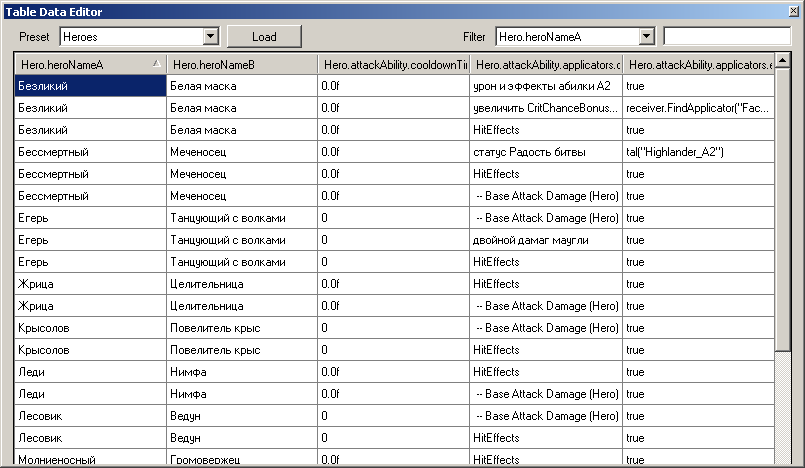 Table Data Editor
Preset Heroes Load Filter Hero.heroNameA
Hero.heroNameA Hero.heroNameB Hero.attackAbility.cooldownTir Hero.attackAbility.applicators.c Hero.attackAbility.applicators.e
Безликий Белая маска 0.0f урон и эффекты абилки A2 true
Безликий Белая маска 0.0f увеличить CritChanceBonus... receiver.FindApplicator("Fac...
Безликий Белая маска 0.0f HitEffects true
Бессмертный Меченосец 0.0f статус Радость битвы tal("Highlander_A2")
Бессмертный Меченосец 0.0f HitEffects true
Бессмертный Меченосец 0.0f -- Base Attack Damage (Hero) true
Егерь Танцующий с волками 0 -- Base Attack Damage (Hero) true
Егерь Танцующий с волками 0 двойной дамаг маугли true
Егерь Танцующий с волками 0 HitEffects true
Жрица Целительница 0.0f HitEffects true
Жрица Целительница 0.0f -- Base Attack Damage (Hero) true
Крысолов Повелитель крыс 0 -- Base Attack Damage (Hero) true
Крысолов Повелитель крыс 0 HitEffects true
Леди Нимфа 0.0f HitEffects true
Леди Нимфа 0.0f -- Base Attack Damage (Hero) true
Лесовик Ведун 0 -- Base Attack Damage (Hero) true
Лесовик Ведун 0 HitEffects true
Молниеносный Громовержец 0.0f HitEffects true